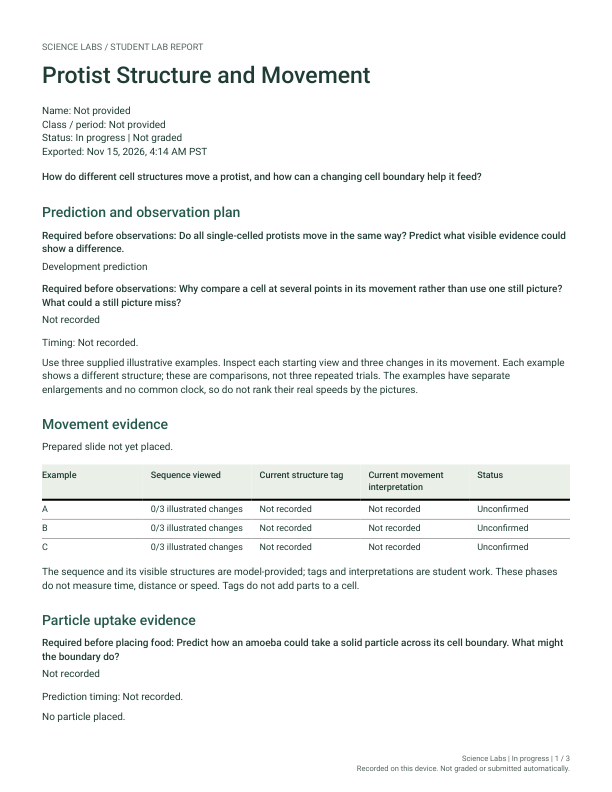 SCIENCE LABS / STUDENT LAB REPORT
Protist Structure and Movement
Name: Not provided
Class / period: Not provided
Status: In progress | Not graded
Exported: Nov 15, 2026, 4:14 AM PST
How do different cell structures move a protist, and how can a changing cell boundary help it feed?
Prediction and observation plan
Required before observations: Do all single-celled protists move in the same way? Predict what visible evidence could
show a difference.
Development prediction
Required before observations: Why compare a cell at several points in its movement rather than use one still picture?
What could a still picture miss?
Not recorded
Timing: Not recorded.
Use three supplied illustrative examples. Inspect each starting view and three changes in its movement. Each example
shows a different structure; these are comparisons, not three repeated trials. The examples have separate
enlargements and no common clock, so do not rank their real speeds by the pictures.
Movement evidence
Prepared slide not yet placed.
Example Sequence viewed Current structure tag Current movement interpretation Status
A 0/3 illustrated changes Not recorded Not recorded Unconfirmed
B 0/3 illustrated changes Not recorded Not recorded Unconfirmed
C 0/3 illustrated changes Not recorded Not recorded Unconfirmed
The sequence and its visible structures are model-provided; tags and interpretations are student work. These phases
do not measure time, distance or speed. Tags do not add parts to a cell.
Particle uptake evidence
Required before placing food: Predict how an amoeba could take a solid particle across its cell boundary. What might
the boundary do?
Not recorded
Prediction timing: Not recorded.
No particle placed.
Science Labs | In progress | 1 / 3
Recorded on this device. Not graded or submitted automatically.